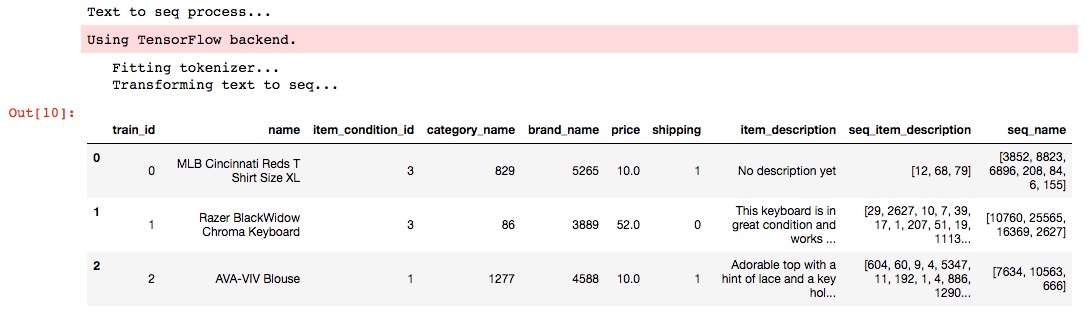 Text to seq process...
Using TensorFlow backend.
Fitting tokenizer...
Transforming text to seq...
Out[10]:
train_id name item_condition_id category_name brand_name price shipping item_description seq_item_description seq_name
0 0 MLB Cincinnati Reds T Shirt Size XL 3 829 5265 10.0 1 No description yet [12, 68, 79] [3852, 8823, 6896, 208, 84, 6, 155]
1 1 Razer BlackWidow Chroma Keyboard 3 86 3889 52.0 0 This keyboard is in great condition and works ... [29, 2627, 10, 7, 39, 17, 1, 207, 51, 19, 1113... [10760, 25565, 16369, 2627]
2 2 AVA-VIV Blouse 1 1277 4588 10.0 1 Adorable top with a hint of lace and a key hol... [604, 60, 9, 4, 5347, 11, 192, 1, 4, 886, 1290... [7634, 10563, 666]